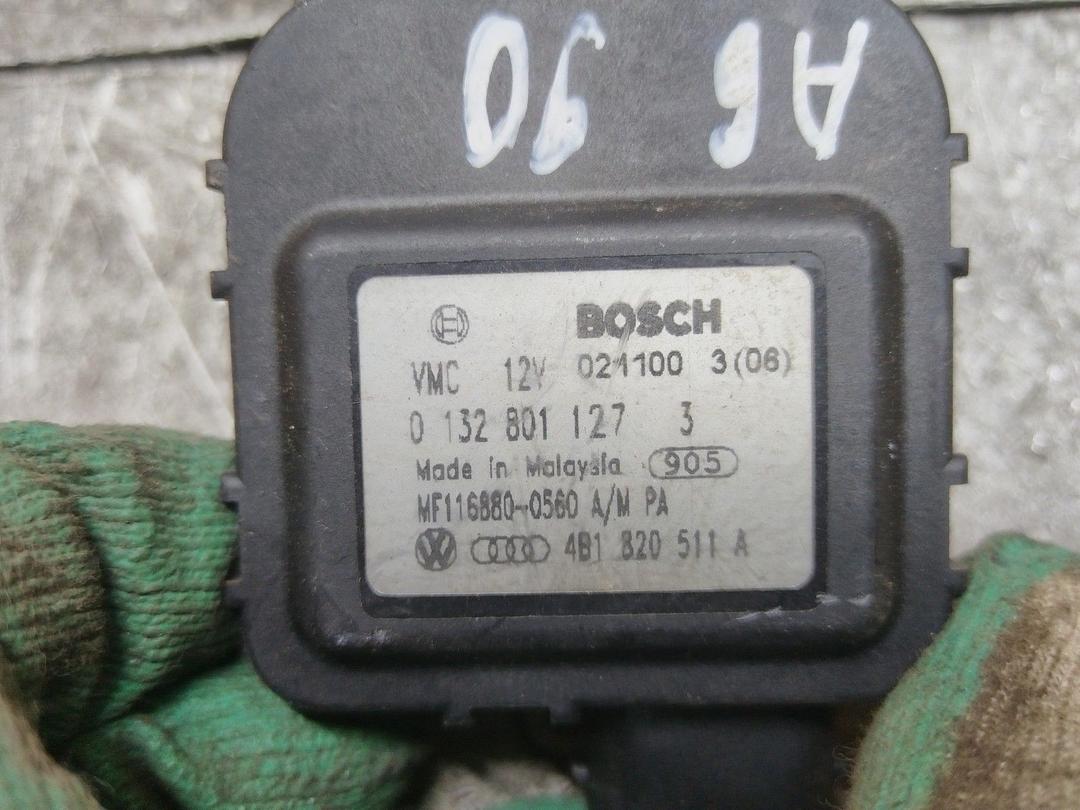 A6 90
BOSCH
VMC 12V 021100 3(06)
0 132 801 127 3
Made in Malaysia 905
MF116880-0560 A/M PA
VW 4B1 820 511 A